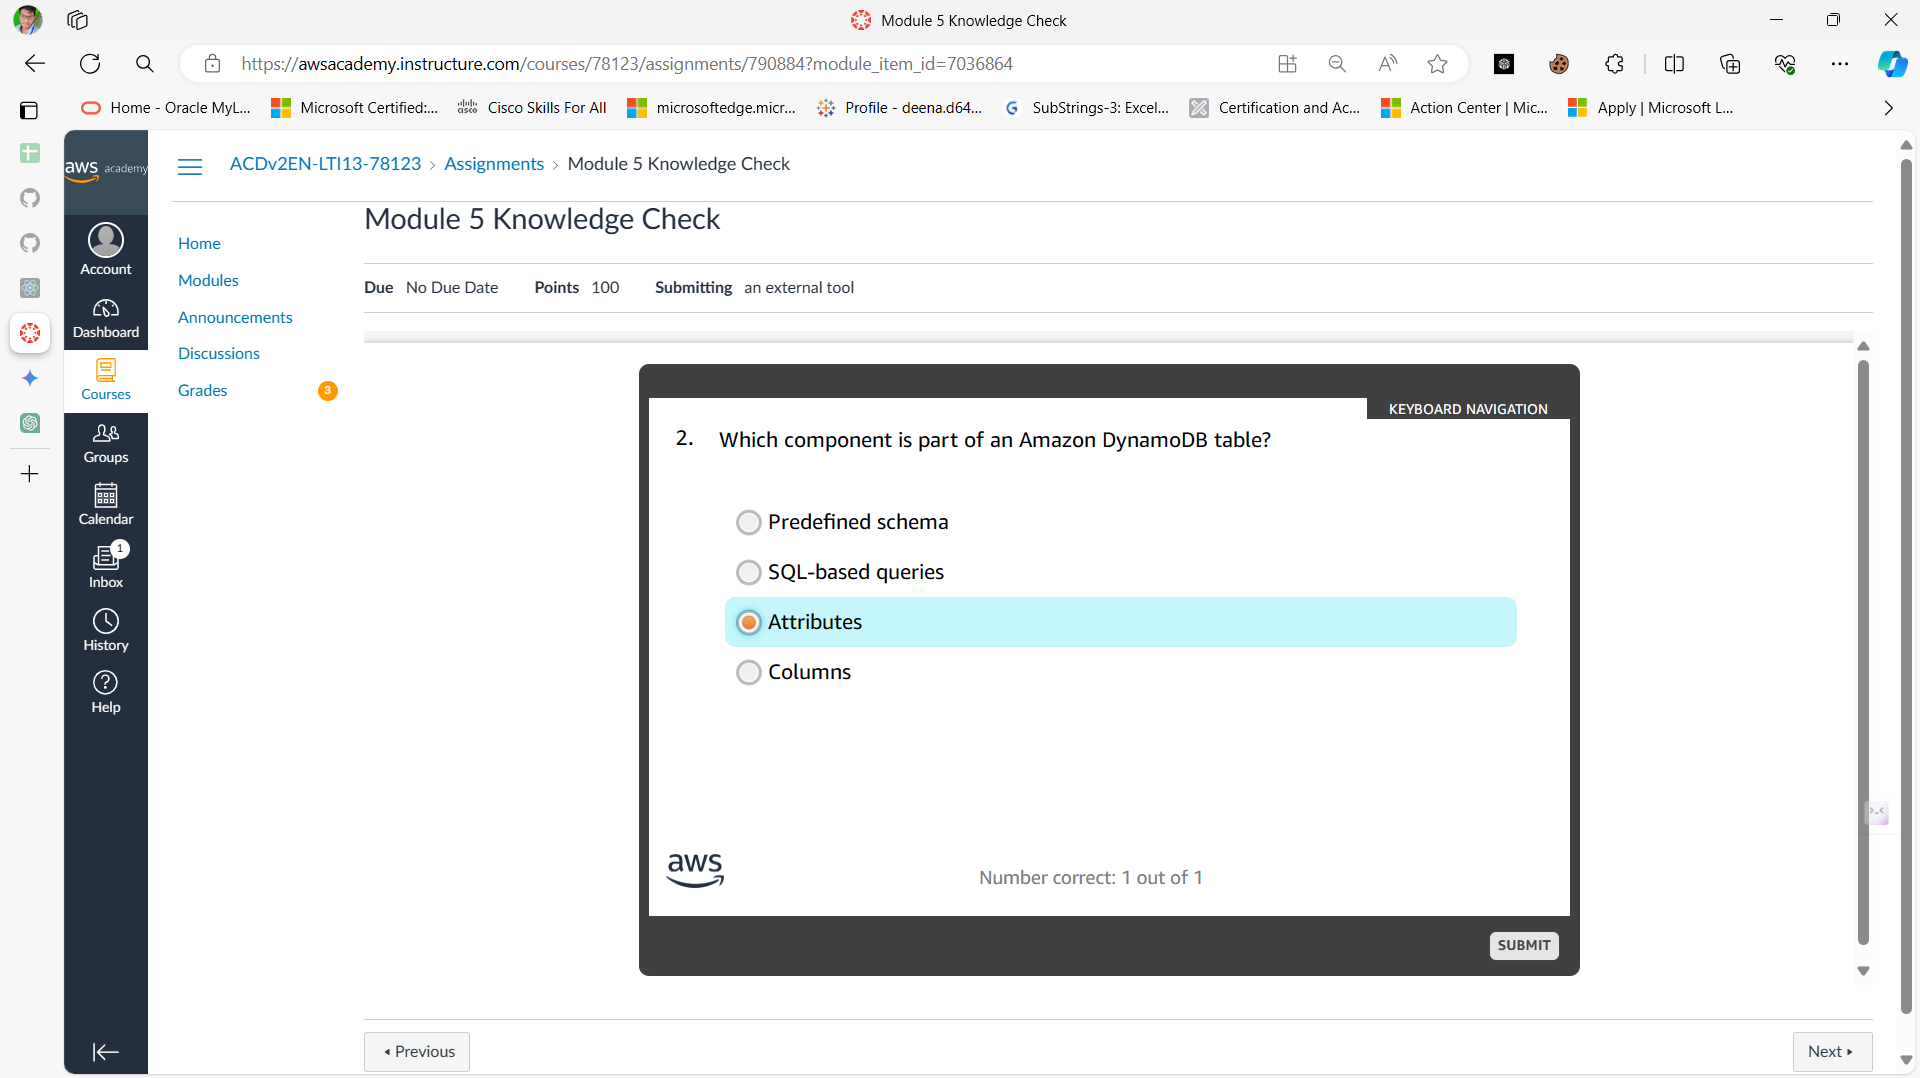 Module 5 Knowledge Check
https://awsacademy.instructure.com/courses/78123/assignments/790884?module_item_id=7036864
Home - Oracle MyL...
Microsoft Certified:...
Cisco Skills For All
microsoftedge.micr...
Profile - deena.d64...
SubStrings-3: Excel...
Certification and Ac...
Action Center | Mic...
Apply | Microsoft L...
aws academy
ACDv2EN-LTI13-78123 › Assignments › Module 5 Knowledge Check
Account
Dashboard
Courses
Groups
Calendar
1
Inbox
History
Help
Home
Modules
Announcements
Discussions
Grades 3
Module 5 Knowledge Check
Due No Due Date Points 100 Submitting an external tool
KEYBOARD NAVIGATION
2. Which component is part of an Amazon DynamoDB table?
Predefined schema
SQL-based queries
Attributes
Columns
aws
Number correct: 1 out of 1
SUBMIT
Previous
Next